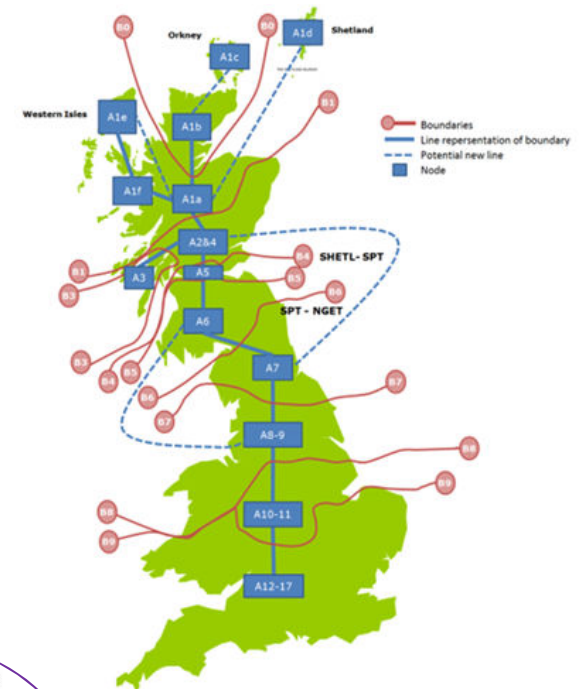 B0
B0
A1d
Shetland
Orkney
A1c
B1
Western Isles
A1e
A1b
Boundaries
Line repersentation of boundary
Potential new line
Node
A1f
A1a
A2&4
B4
SHETL- SPT
B1
A3
A5
B5
B3
B6
SPT - NGET
A6
B3
B4
B5
A7
B6
B7
B7
A8-9
B8
B9
B8
A10-11
B9
A12-17